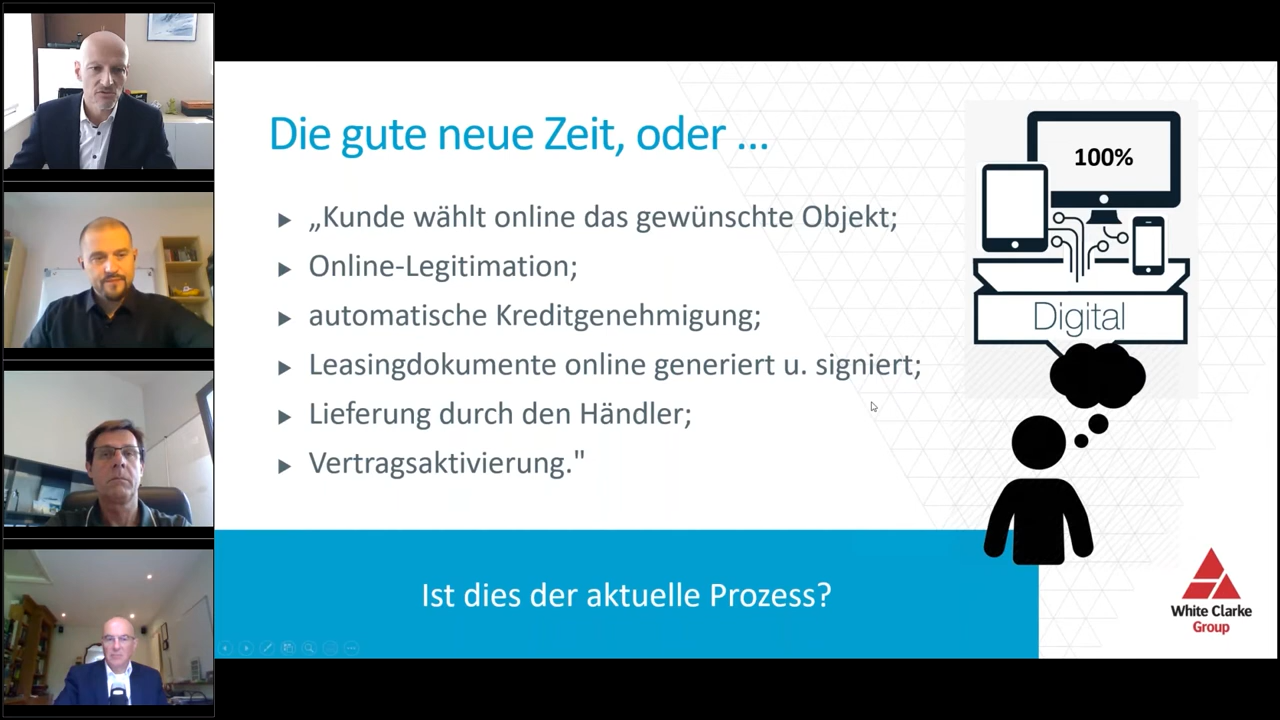 Die gute neue Zeit, oder ...
„Kunde wählt online das gewünschte Objekt;
Online-Legitimation;
automatische Kreditgenehmigung;
Leasingdokumente online generiert u. signiert;
Lieferung durch den Händler;
Vertragsaktivierung."
100%
Digital
Ist dies der aktuelle Prozess?
White Clarke
Group